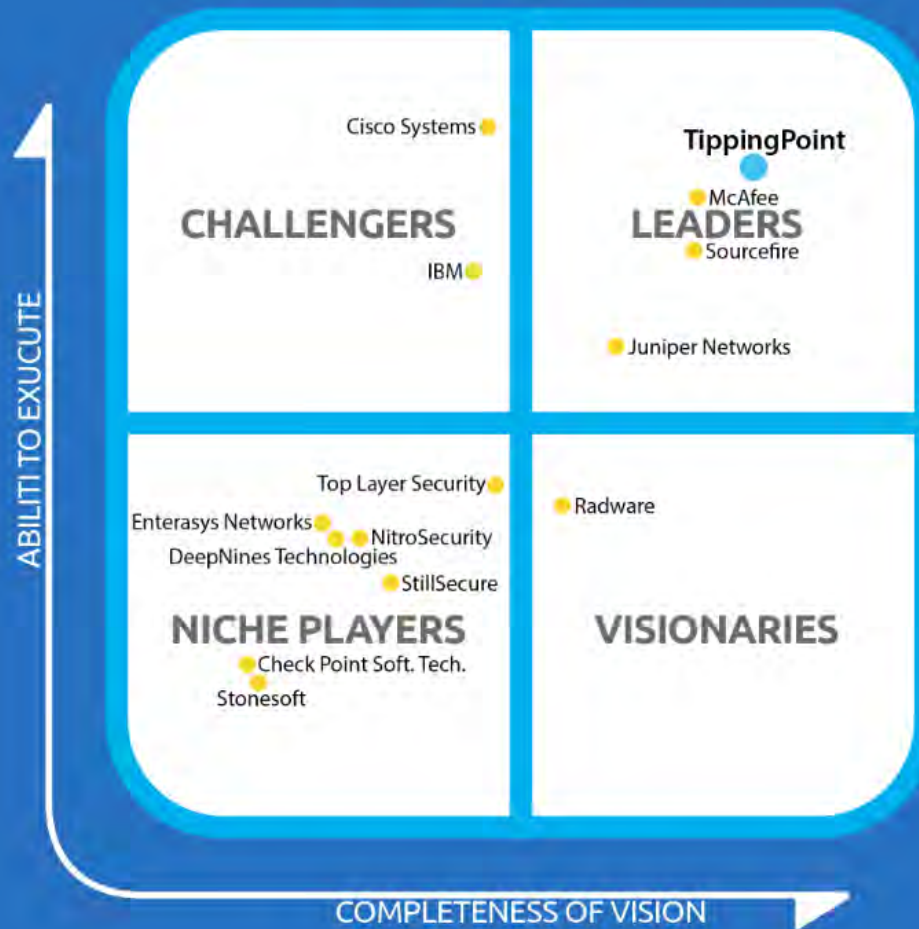 Cisco Systems
TippingPoint
McAfee
CHALLENGERS
LEADERS
Sourcefire
IBM
Juniper Networks
ABILITI TO EXUCUTE
Top Layer Security
Radware
Enterasys Networks
NitroSecurity
DeepNines Technologies
StillSecure
NICHE PLAYERS
VISIONARIES
Check Point Soft. Tech.
Stonesoft
COMPLETENESS OF VISION